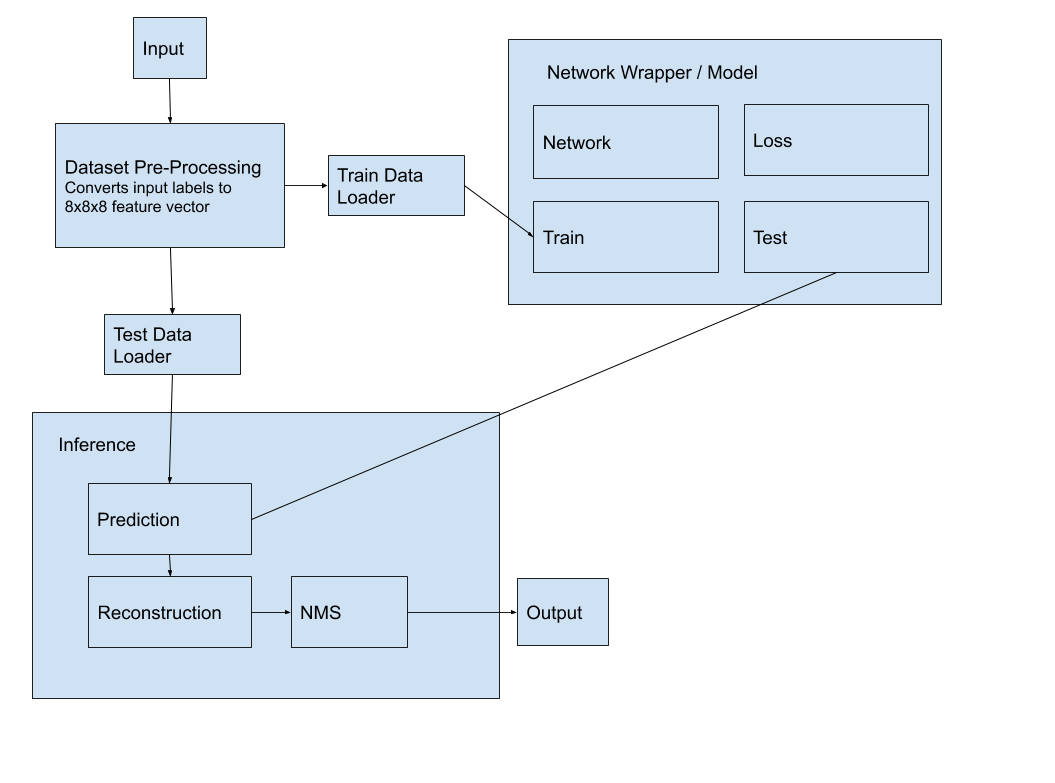 Input
Network Wrapper / Model
Network
Loss
Dataset Pre-Processing
Converts input labels to
8x8x8 feature vector
Train Data
Loader
Train
Test
Test Data
Loader
Inference
Prediction
Reconstruction
NMS
Output